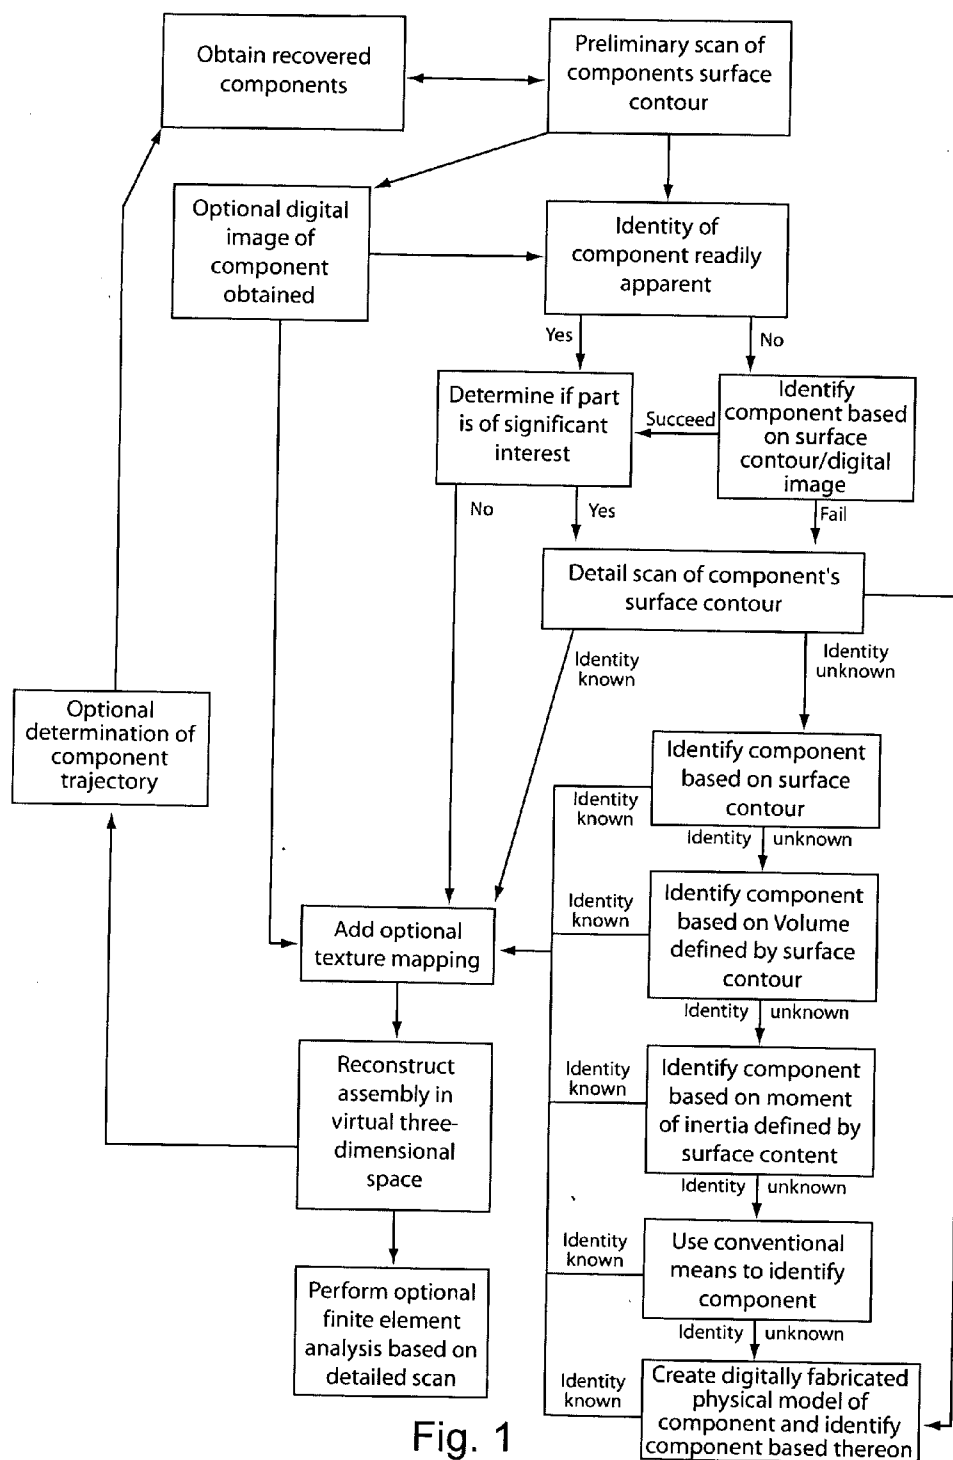 Obtain recovered
components
Preliminary scan of
components surface
contour
Optional digital
image of
component
obtained
Identity of
component readily
apparent
Yes
No
Determine if part
is of significant
interest
Succeed
Identify
component based
on surface
contour/digital
image
No
Yes
Fail
Detail scan of component's
surface contour
Identity
known
Identity
unknown
Optional
determination of
component
trajectory
Identify component
based on surface
contour
Identity
known
Identity unknown
Identify component
based on Volume
defined by surface
contour
Identity
known
Add optional
texture mapping
Identity unknown
Reconstruct
assembly in
virtual three-
dimensional
space
Identify component
based on moment
of inertia defined by
surface content
Identity
known
Identity unknown
Use conventional
means to identify
component
Identity
known
Perform optional
finite element
analysis based on
detailed scan
Identity unknown
Create digitally fabricated
physical model of
component and identify
component based thereon
Identity
known
Fig. 1